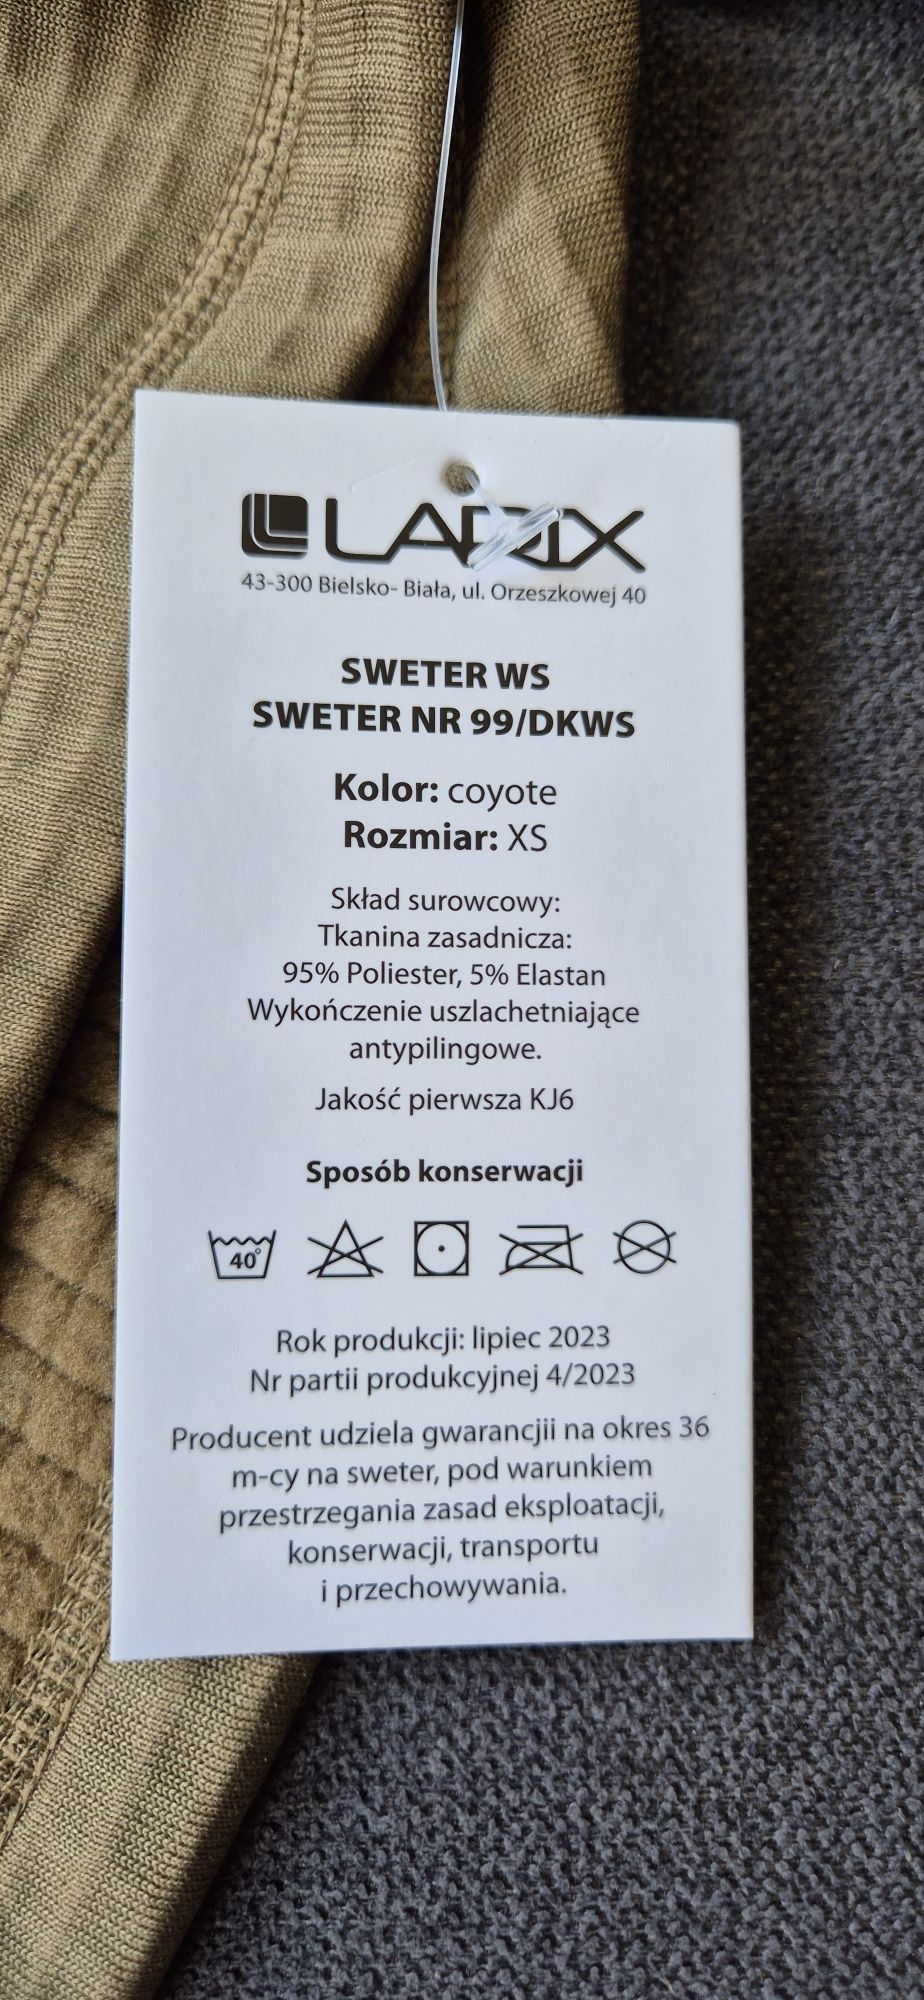 LARIX
43-300 Bielsko- Biała, ul. Orzeszkowej 40
SWETER WS
SWETER NR 99/DKWS
Kolor: coyote
Rozmiar: XS
Skład surowcowy:
Tkanina zasadnicza:
95% Poliester, 5% Elastan
Wykończenie uszlachetniające
antypilingowe.
Jakość pierwsza KJ6
Sposób konserwacji
40°
Rok produkcji: lipiec 2023
Nr partii produkcyjnej 4/2023
Producent udziela gwarancjii na okres 36
m-cy na sweter, pod warunkiem
przestrzegania zasad eksploatacji,
konserwacji, transportu
i przechowywania.